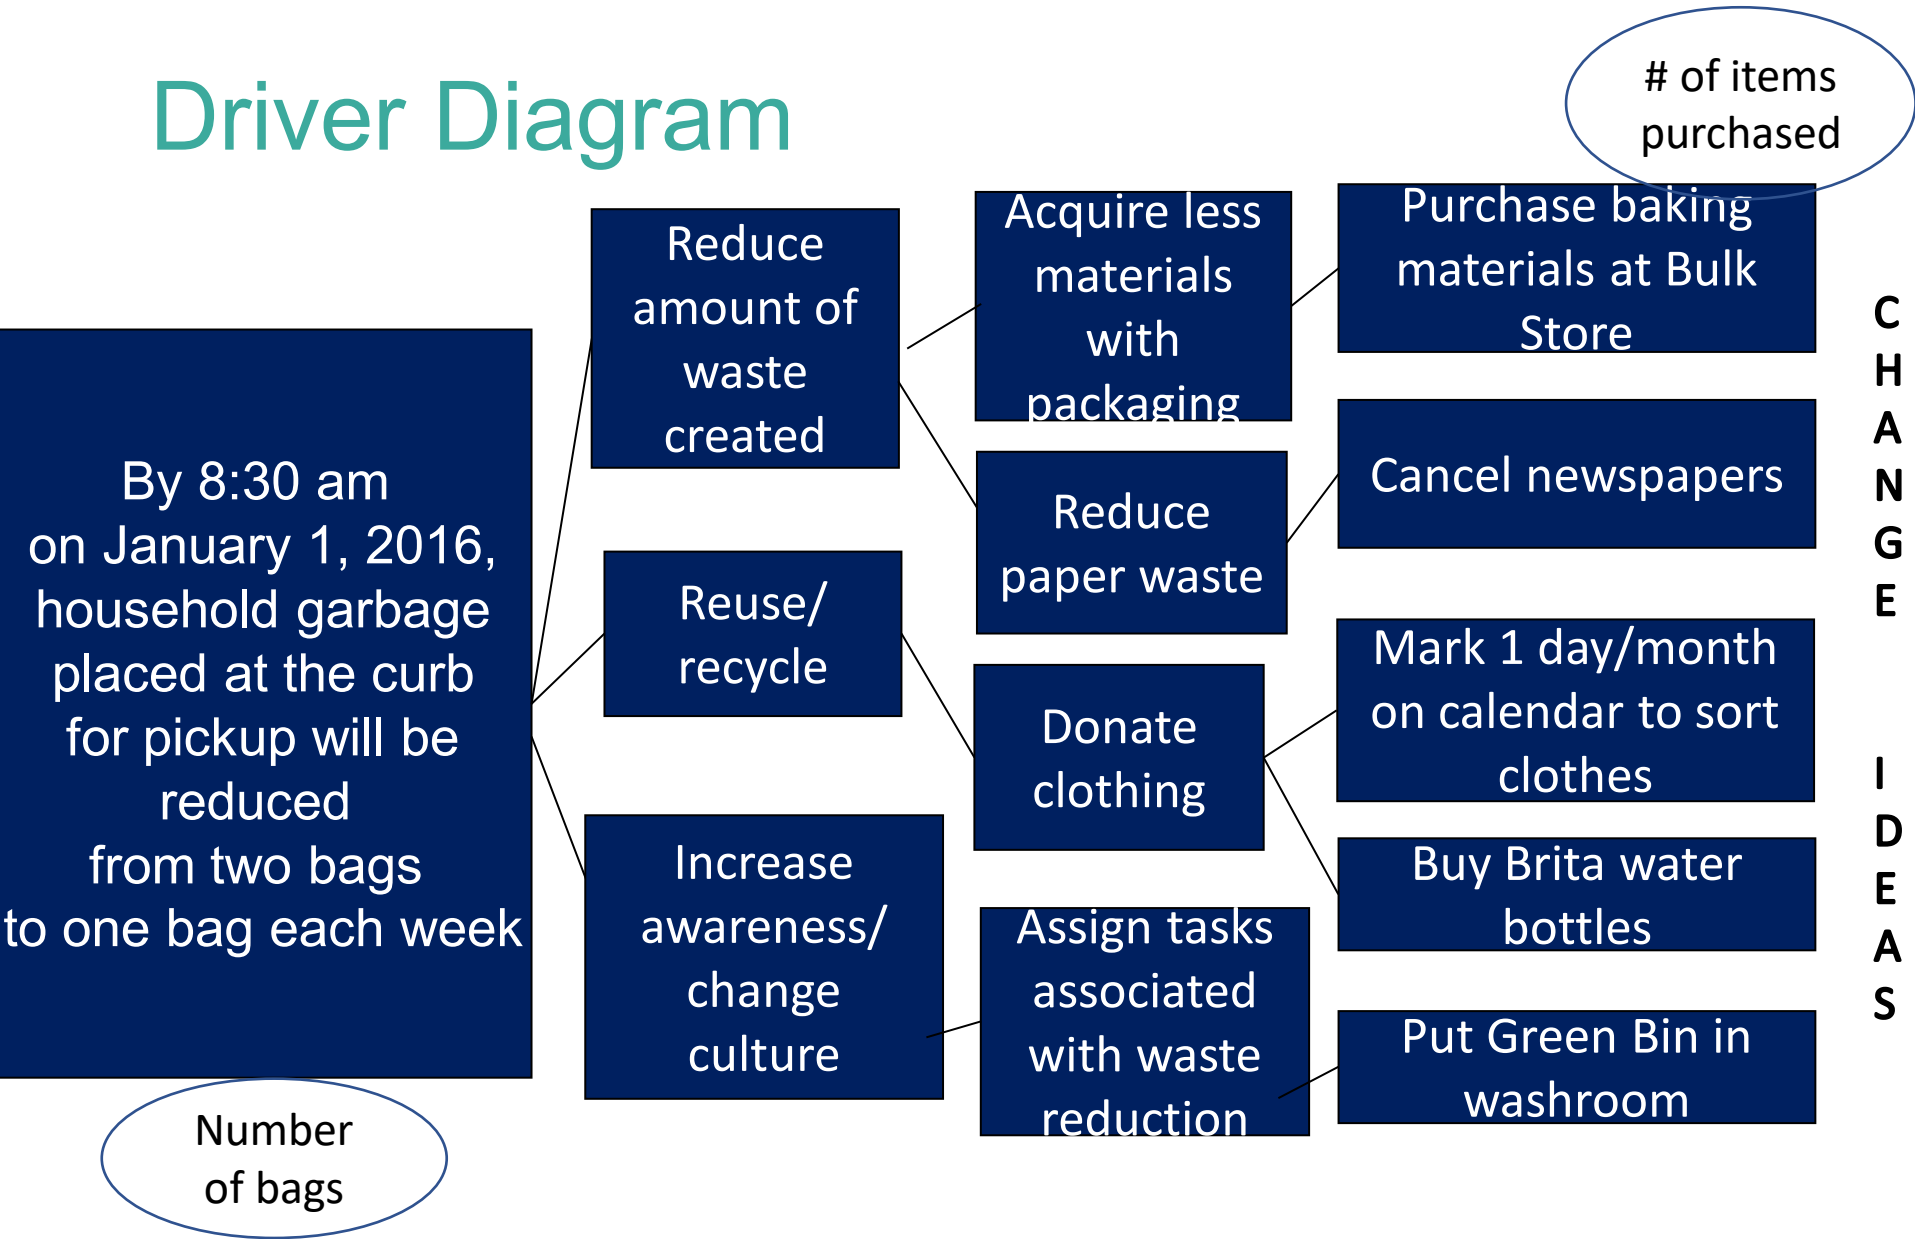 Driver Diagram
# of items
purchased
By 8:30 am
on January 1, 2016,
household garbage
placed at the curb
for pickup will be
reduced
from two bags
to one bag each week
Number
of bags
Reduce
amount of
waste
created
Reuse/
recycle
Increase
awareness/
change
culture
Acquire less
materials
with
packaging
Reduce
paper waste
Donate
clothing
Assign tasks
associated
with waste
reduction
Purchase baking
materials at Bulk
Store
Cancel newspapers
Mark 1 day/month
on calendar to sort
clothes
Buy Brita water
bottles
Put Green Bin in
washroom
C
H
A
N
G
E
I
D
E
A
S